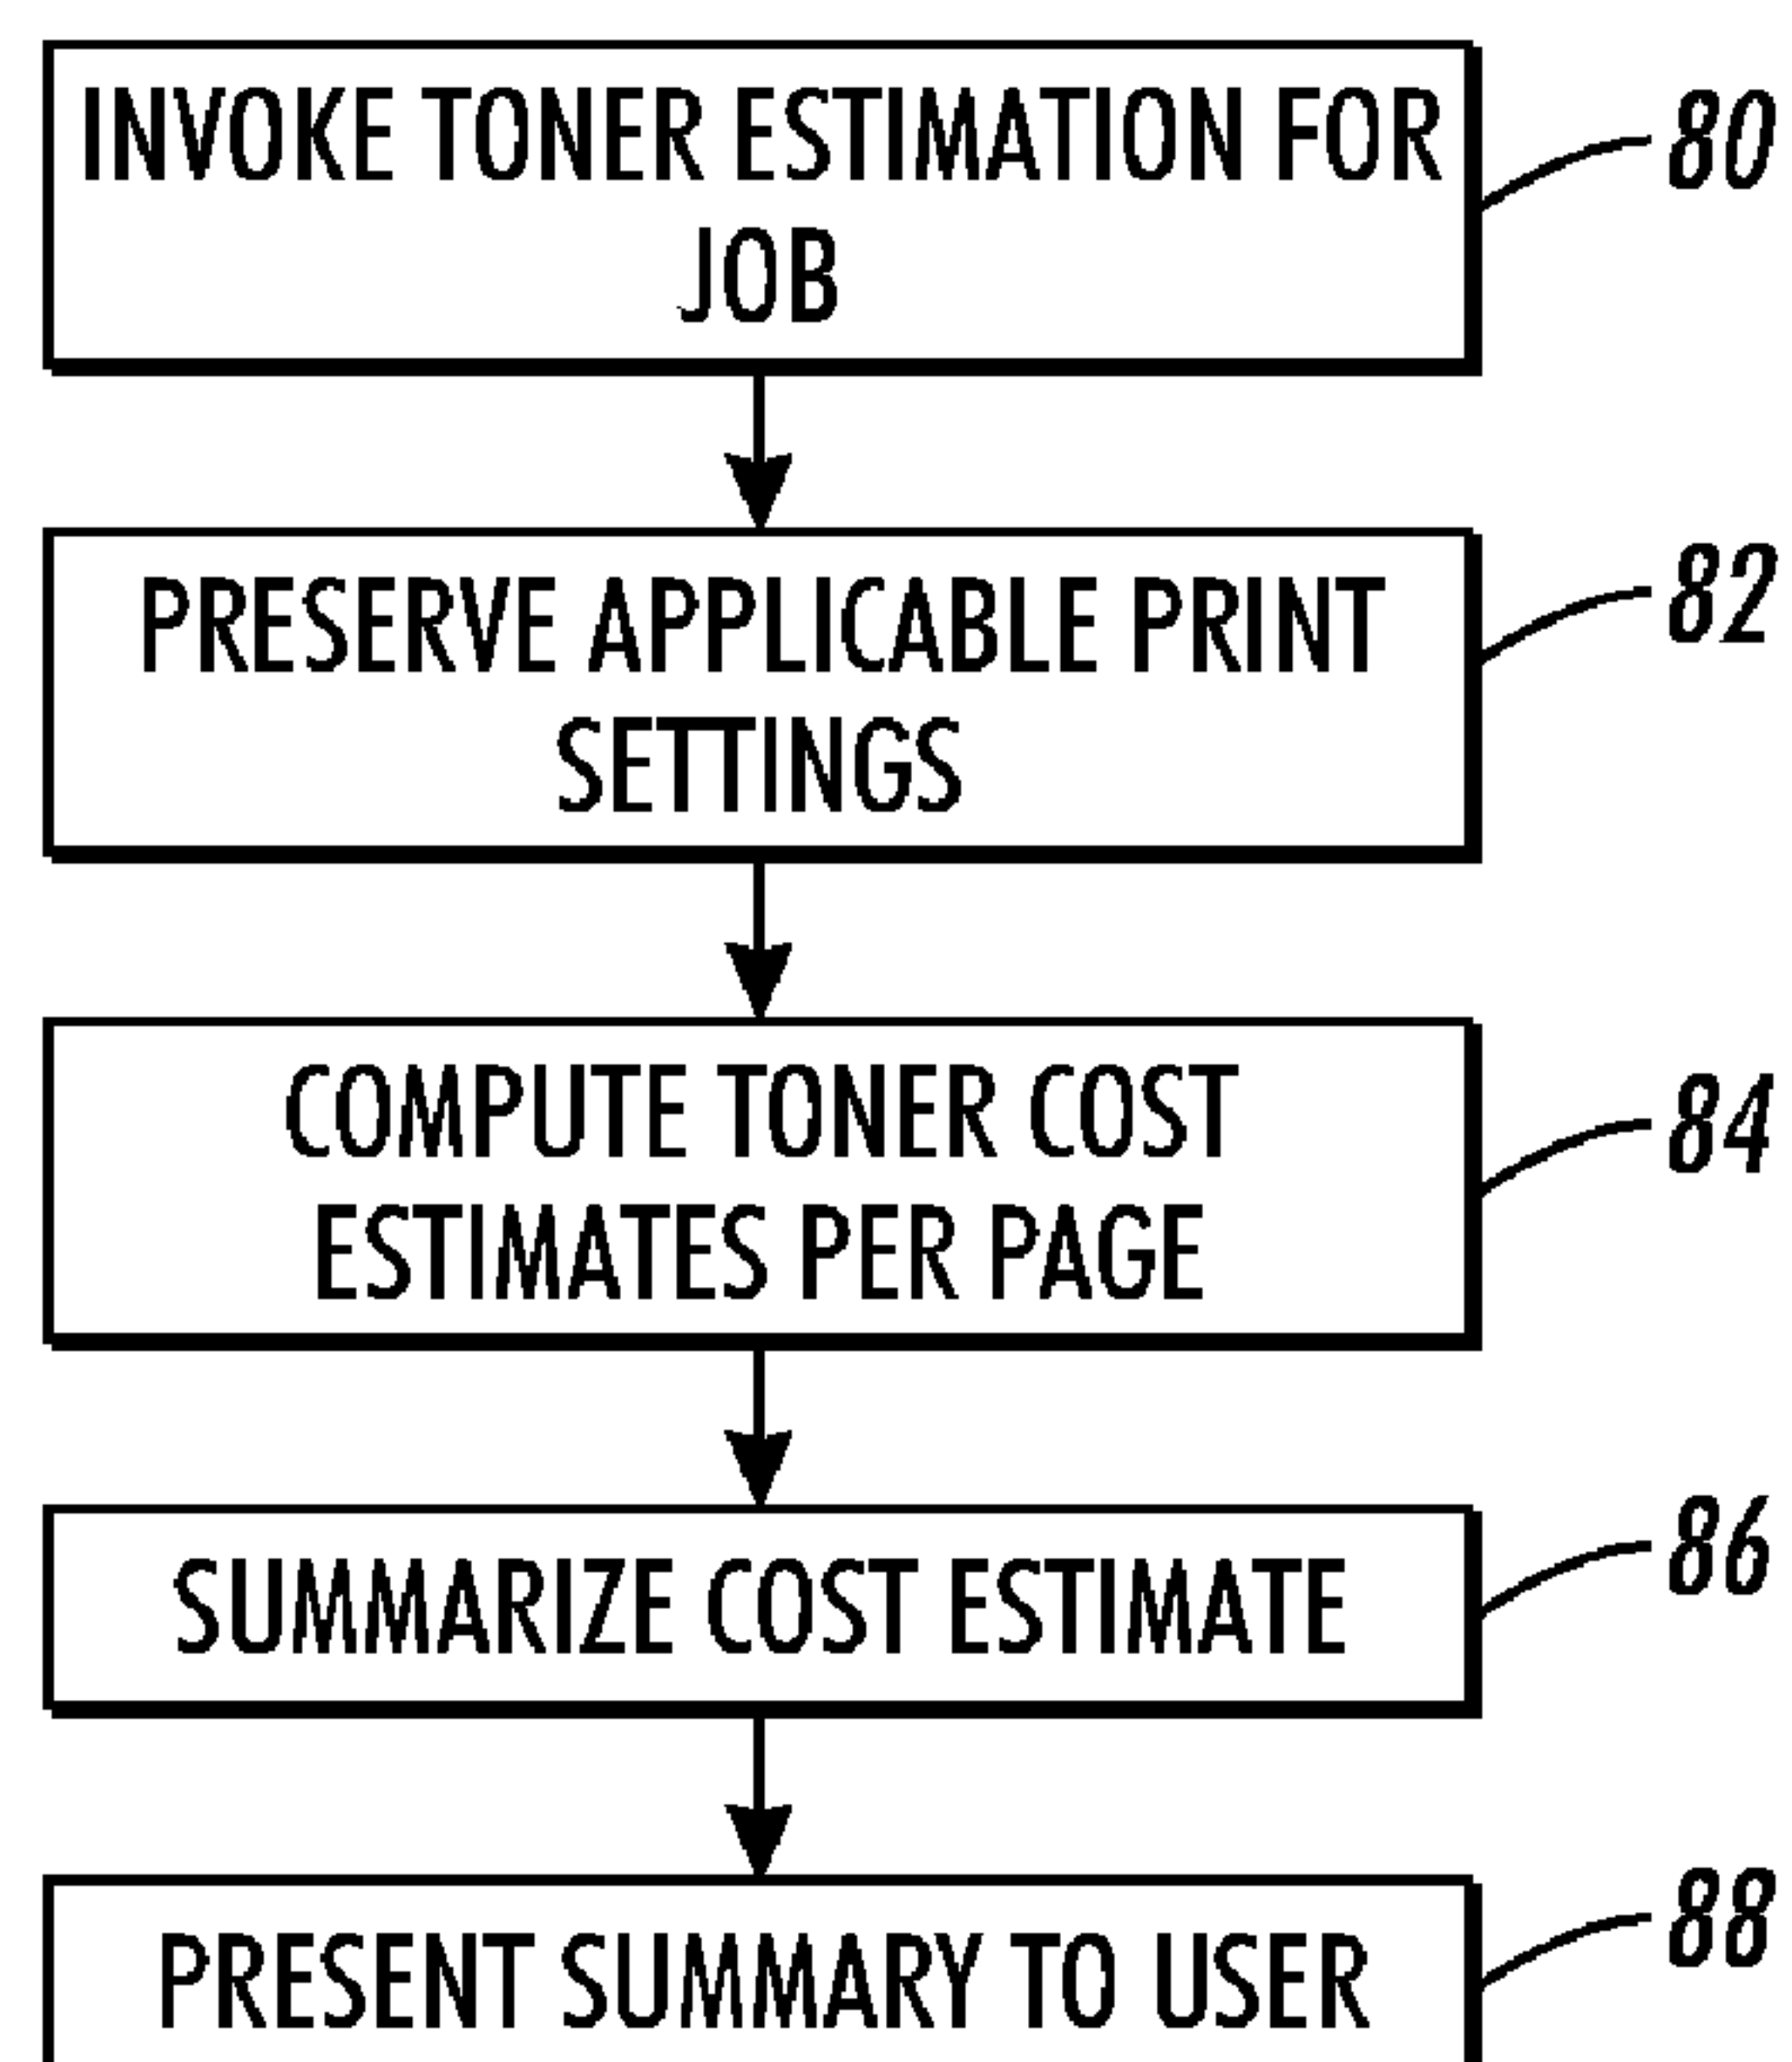 INVOKE TONER ESTIMATION FOR
JOB
80
PRESERVE APPLICABLE PRINT
SETTINGS
82
COMPUTE TONER COST
ESTIMATES PER PAGE
84
SUMMARIZE COST ESTIMATE
86
PRESENT SUMMARY TO USER
88